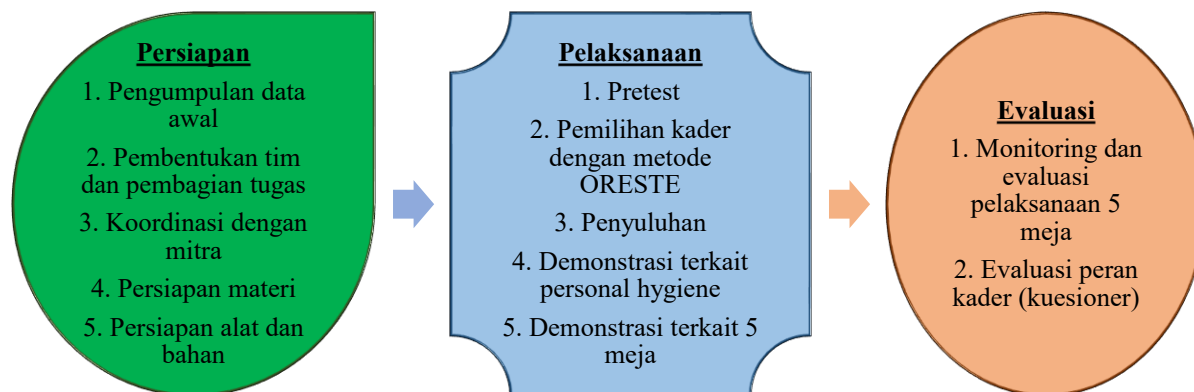 Persiapan
1. Pengumpulan data
awal
2. Pembentukan tim
dan pembagian tugas
3. Koordinasi dengan
mitra
4. Persiapan materi
5. Persiapan alat dan
bahan
Pelaksanaan
1. Pretest
2. Pemilihan kader
dengan metode
ORESTE
3. Penyuluhan
4. Demonstrasi terkait
personal hygiene
5. Demonstrasi terkait 5
meja
Evaluasi
1. Monitoring dan
evaluasi
pelaksanaan 5
meja
2. Evaluasi peran
kader (kuesioner)